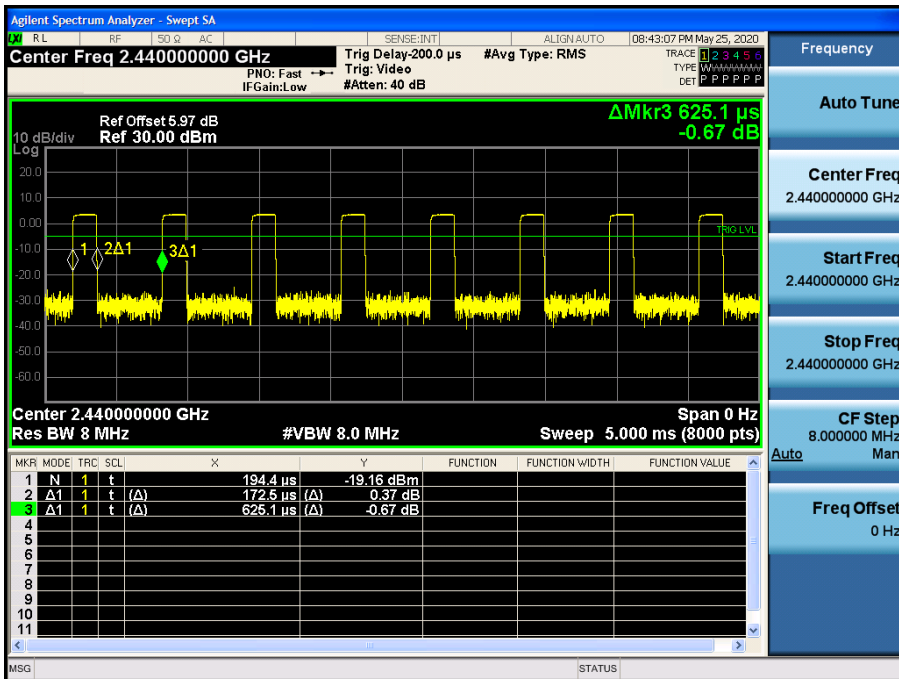 Agilent Spectrum Analyzer - Swept SA
LXI RL RF 50 Ω AC SENSE:INT ALIGN AUTO 08:43:07 PM May 25, 2020
Center Freq 2.440000000 GHz
PNO: Fast
IFGain:Low
Trig Delay-200.0 µs
Trig: Video
#Atten: 40 dB
#Avg Type: RMS
TRACE 1 2 3 4 5 6
TYPE WWWWWW
DET P P P P P P
ΔMkr3 625.1 µs
-0.67 dB
Ref Offset 5.97 dB
10 dB/div Ref 30.00 dBm
Log
20.0
10.0
0.00
TRIG LVL
-10.0
1 2Δ1 3Δ1
-20.0
-30.0
-40.0
-50.0
-60.0
Center 2.440000000 GHz Span 0 Hz
Res BW 8 MHz #VBW 8.0 MHz Sweep 5.000 ms (8000 pts)
MKR MODE TRC SCL X Y FUNCTION FUNCTION WIDTH FUNCTION VALUE
1 N 1 t 194.4 µs -19.16 dBm
2 Δ1 1 t (Δ) 172.5 µs (Δ) 0.37 dB
3 Δ1 1 t (Δ) 625.1 µs (Δ) -0.67 dB
4
5
6
7
8
9
10
11
MSG STATUS
Frequency
Auto Tune
Center Freq
2.440000000 GHz
Start Freq
2.440000000 GHz
Stop Freq
2.440000000 GHz
CF Step
8.000000 MHz
Auto Man
Freq Offset
0 Hz